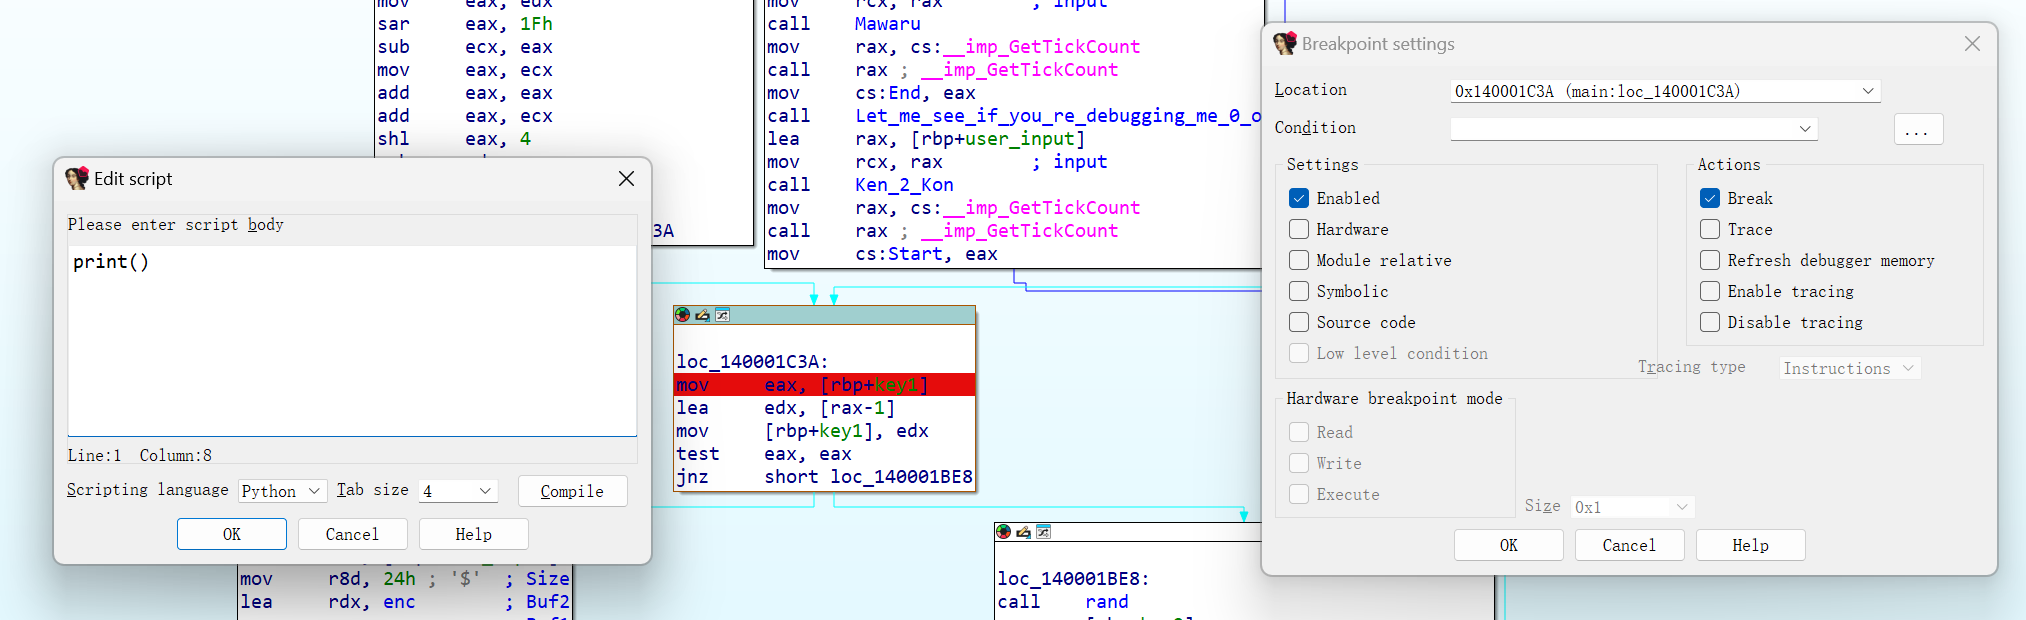 mov eax, edx
sar eax, 1Fh
sub ecx, eax
mov eax, ecx
add eax, eax
add eax, ecx
shl eax, 4
3A
mov rcx, rax ; input
call Mawaru
mov rax, cs:__imp_GetTickCount
call rax ; __imp_GetTickCount
mov cs:End, eax
call Let_me_see_if_you_re_debugging_me_0_o
lea rax, [rbp+user_input]
mov rcx, rax ; input
call Ken_2_Kon
mov rax, cs:__imp_GetTickCount
call rax ; __imp_GetTickCount
mov cs:Start, eax
Edit script
Please enter script body
print()
Line:1 Column:8
Scripting language Python Tab size 4 Compile
OK Cancel Help
mov r8d, 24h ; '$' ; Size
lea rdx, enc ; Buf2
loc_140001C3A:
mov eax, [rbp+key1]
lea edx, [rax-1]
mov [rbp+key1], edx
test eax, eax
jnz short loc_140001BE8
loc_140001BE8:
call rand
Breakpoint settings
Location 0x140001C3A (main:loc_140001C3A)
Condition ...
Settings
Enabled
Hardware
Module relative
Symbolic
Source code
Low level condition
Actions
Break
Trace
Refresh debugger memory
Enable tracing
Disable tracing
Tracing type Instructions
Hardware breakpoint mode
Read
Write
Execute
Size 0x1
OK Cancel Help